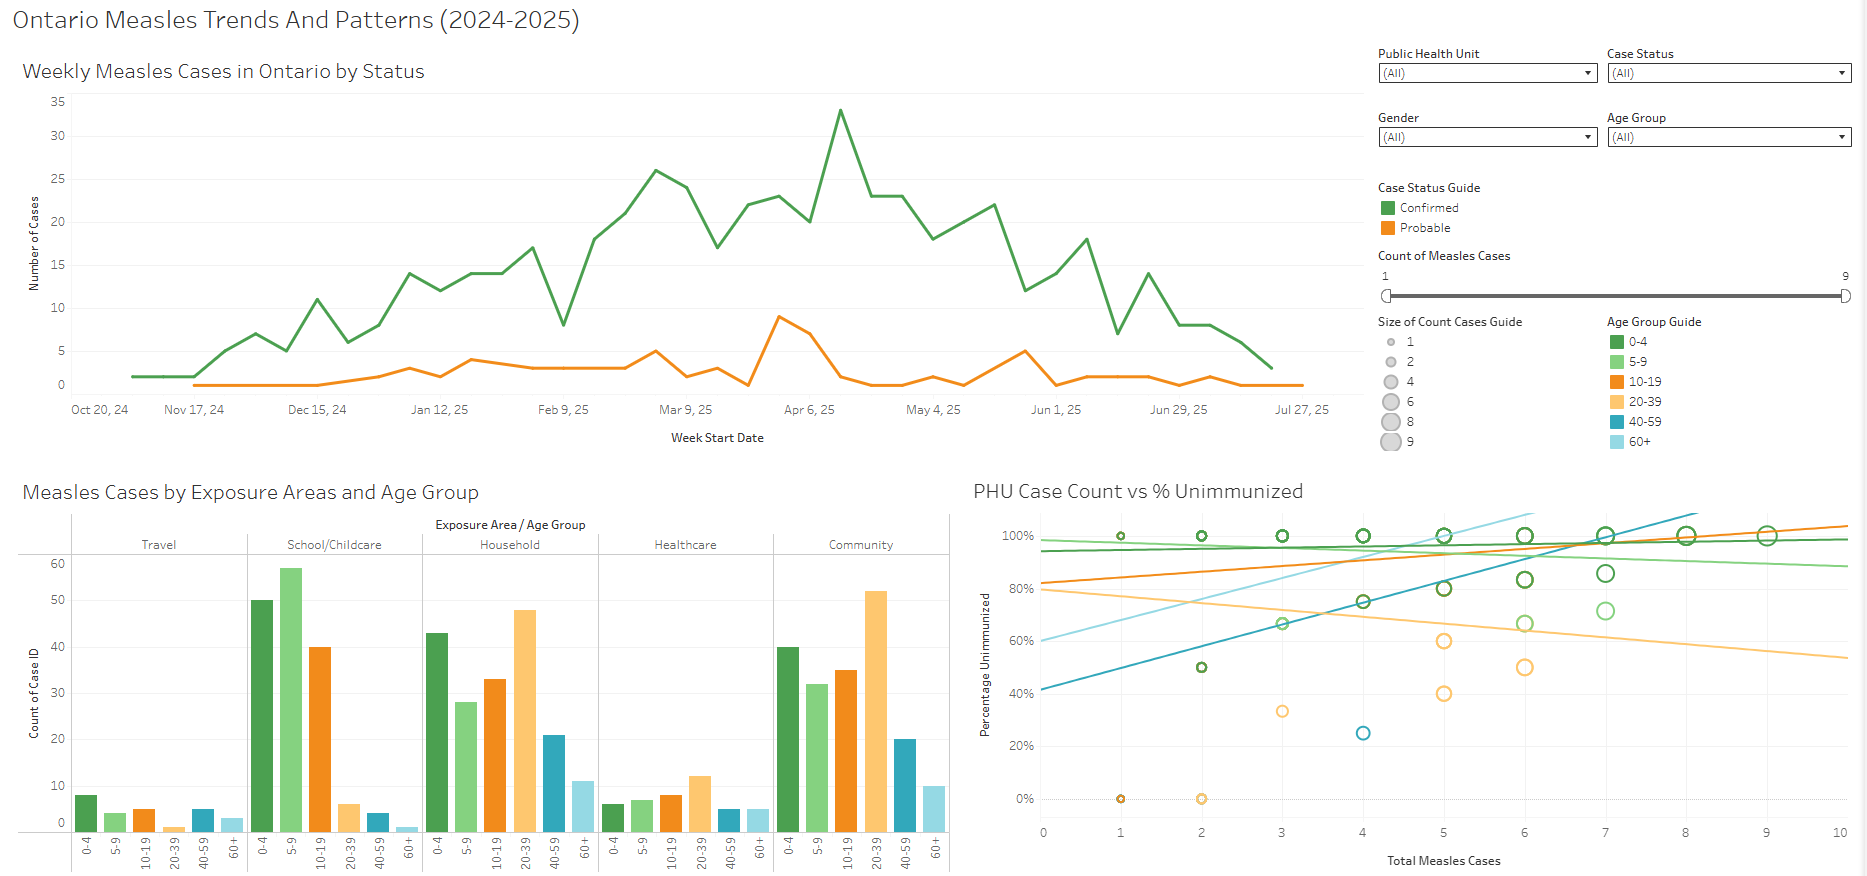 Ontario Measles Trends And Patterns (2024-2025)
Weekly Measles Cases in Ontario by Status
Number of Cases
35
30
25
20
15
10
5
0
Oct 20, 24
Nov 17, 24
Dec 15, 24
Jan 12, 25
Feb 9, 25
Mar 9, 25
Apr 6, 25
May 4, 25
Jun 1, 25
Jun 29, 25
Jul 27, 25
Week Start Date
Public Health Unit
(All)
Case Status
(All)
Gender
(All)
Age Group
(All)
Case Status Guide
Confirmed
Probable
Count of Measles Cases
1
9
Size of Count Cases Guide
1
2
4
6
8
9
Age Group Guide
0-4
5-9
10-19
20-39
40-59
60+
Measles Cases by Exposure Areas and Age Group
Exposure Area / Age Group
Travel
School/Childcare
Household
Healthcare
Community
Count of Case ID
60
50
40
30
20
10
0
0-4
5-9
10-19
20-39
40-59
60+
0-4
5-9
10-19
20-39
40-59
60+
0-4
5-9
10-19
20-39
40-59
60+
0-4
5-9
10-19
20-39
40-59
60+
0-4
5-9
10-19
20-39
40-59
60+
PHU Case Count vs % Unimmunized
Percentage Unimmunized
100%
80%
60%
40%
20%
0%
0
1
2
3
4
5
6
7
8
9
10
Total Measles Cases